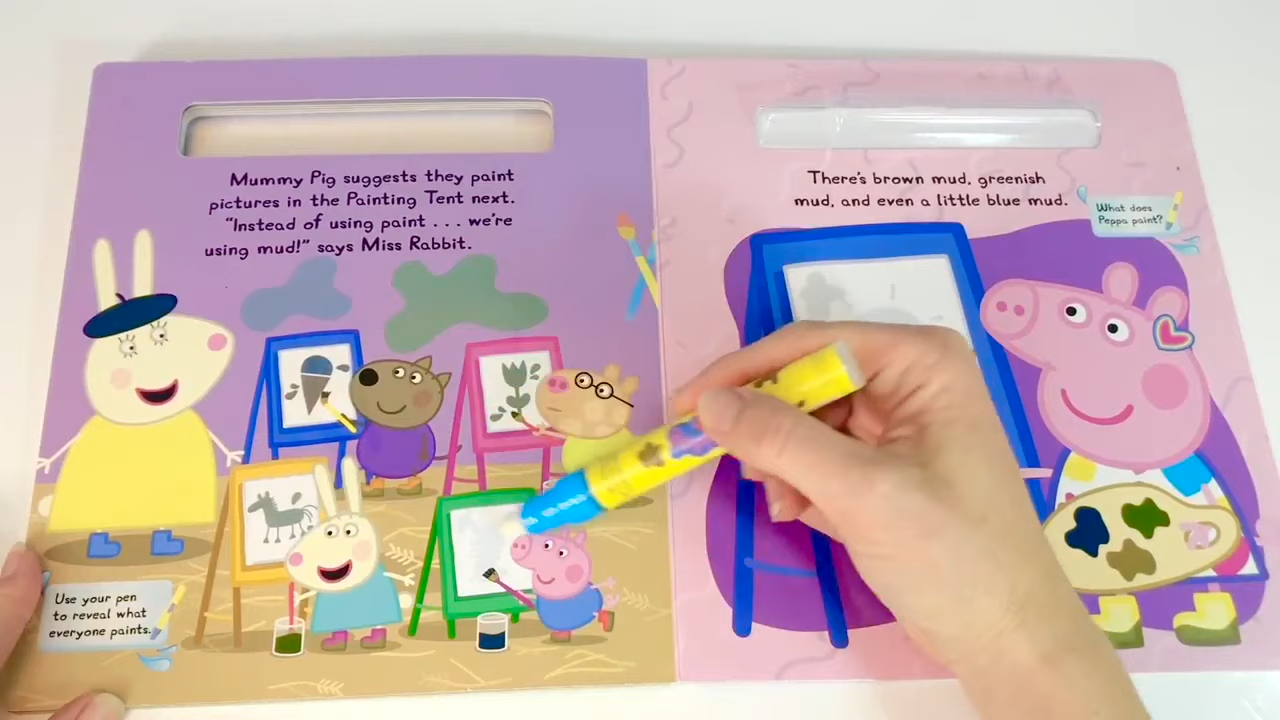 Mummy Pig suggests they paint
pictures in the Painting Tent next.
“Instead of using paint . . . we’re
using mud!” says Miss Rabbit.
Use your pen
to reveal what
everyone paints.
There’s brown mud, greenish
mud, and even a little blue mud.
What does
Peppa paint?